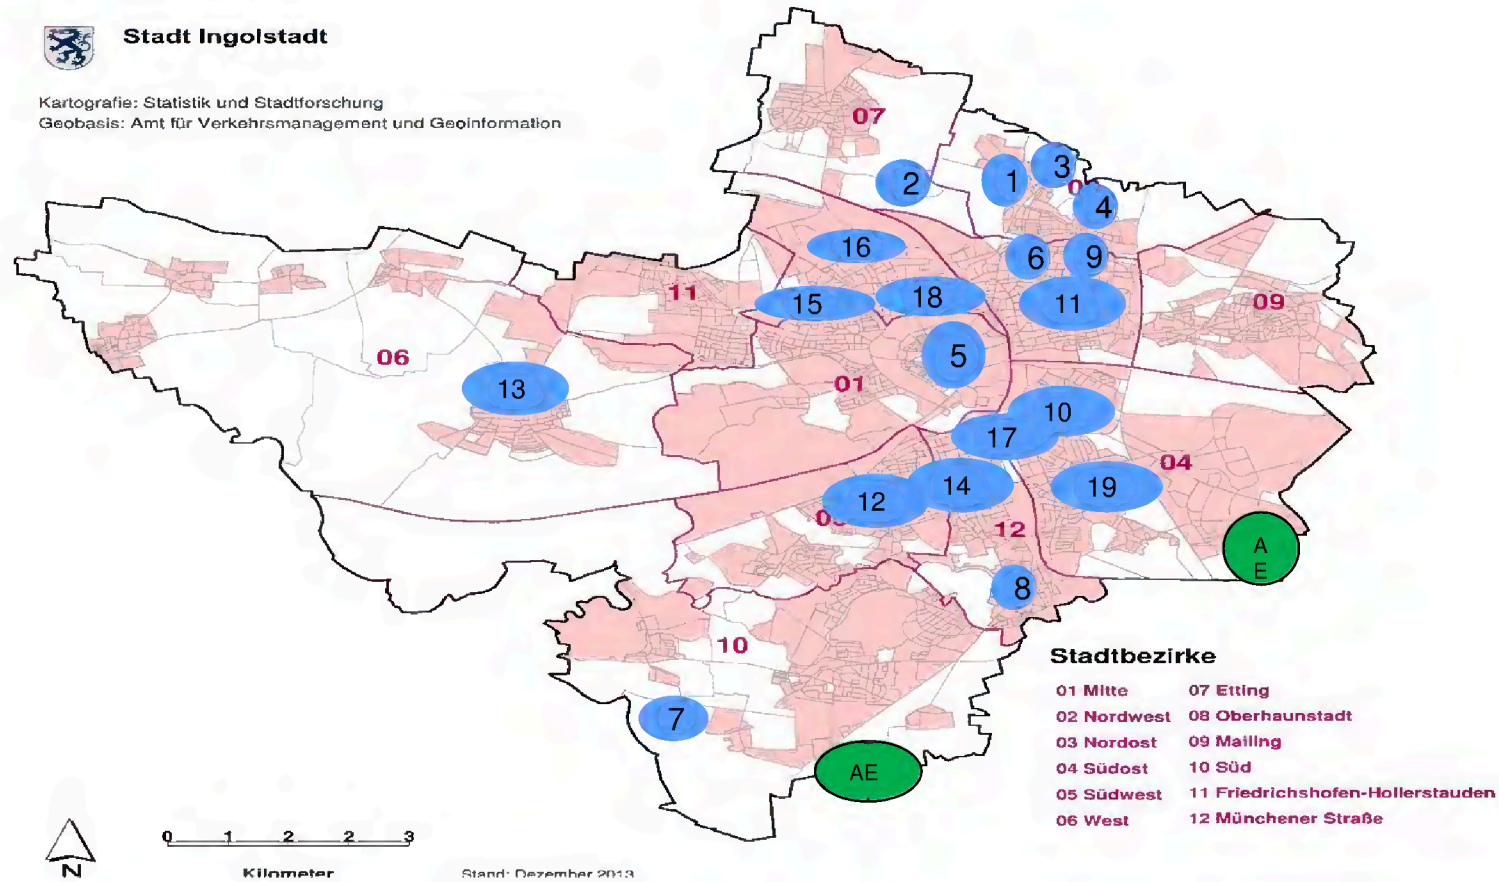 Stadt Ingolstadt
Kartografie: Statistik und Stadtforschung
Geobasis: Amt für Verkehrsmanagement und Geoinformation
07
3
1
2
4
16
6
9
11
15
18
11
09
06
5
13
01
10
17
04
14
19
12
12
A
E
8
10
7
AE
Stadtbezirke
01 Mitte 07 Etting
02 Nordwest 08 Oberhaunstadt
03 Nordost 09 Mailing
04 Südost 10 Süd
05 Südwest 11 Friedrichshofen-Hollerstauden
06 West 12 Münchener Straße
0 1 2 2 3
Kilometer
N
Stand: Dezember 2013